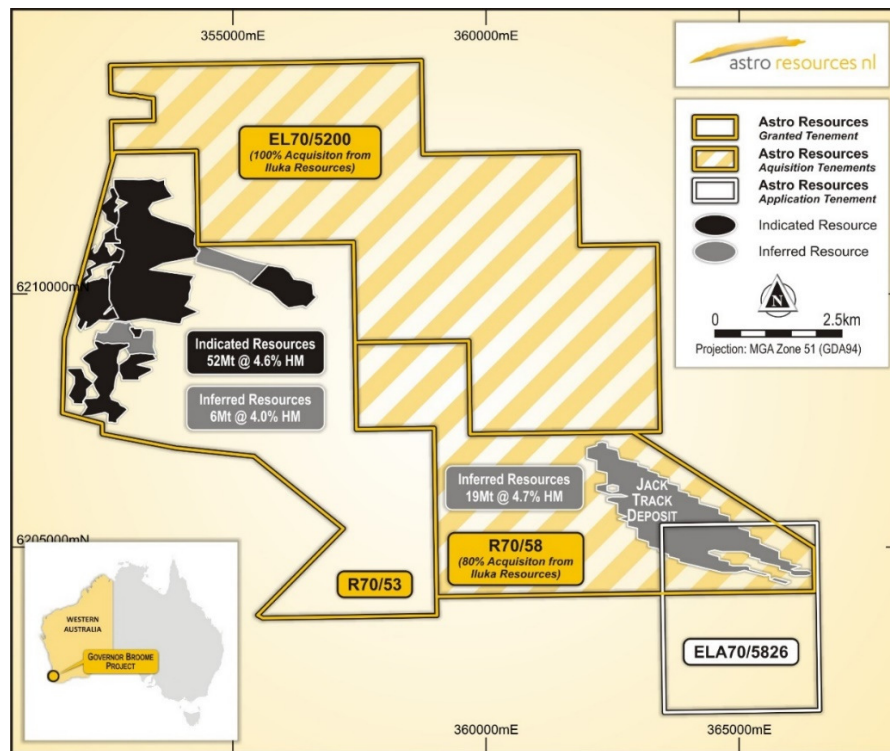 355000mE
360000mE
astro resources nl
EL70/5200
(100% Acquisiton from
Iluka Resources)
Astro Resources
Granted Tenement
Astro Resources
Aquisition Tenements
Astro Resources
Application Tenement
Indicated Resource
Inferred Resource
N
0
2.5km
Projection: MGA Zone 51 (GDA94)
6210000mN
Indicated Resources
52Mt @ 4.6% HM
Inferred Resources
6Mt @ 4.0% HM
Inferred Resources
19Mt @ 4.7% HM
JACK
TRACK
DEPOSIT
6205000mN
R70/58
(80% Acquisiton from
Iluka Resources)
R70/53
ELA70/5826
WESTERN
AUSTRALIA
GOVERNOR BROOME
PROJECT
360000mE
365000mE